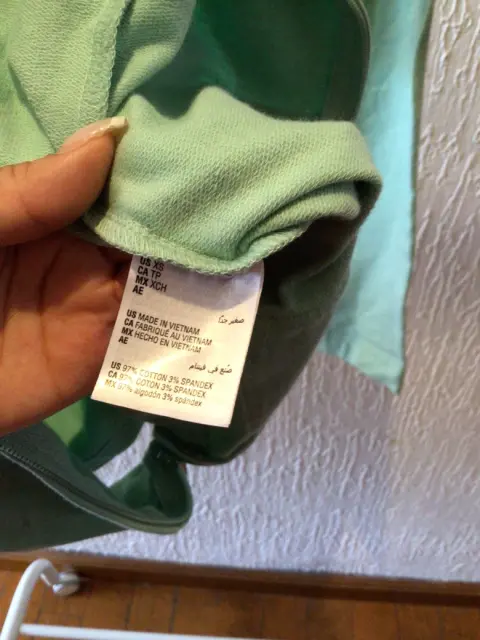 US XS
CA TP
MX XCH
AE صغير جدًا
US MADE IN VIETNAM
CA FABRIQUÉ AU VIETNAM
MX HECHO EN VIETNAM
AE صنع في فيتنام
US 97% COTTON 3% SPANDEX
CA 97% COTON 3% SPANDEX
MX 97% algodón 3% spandex